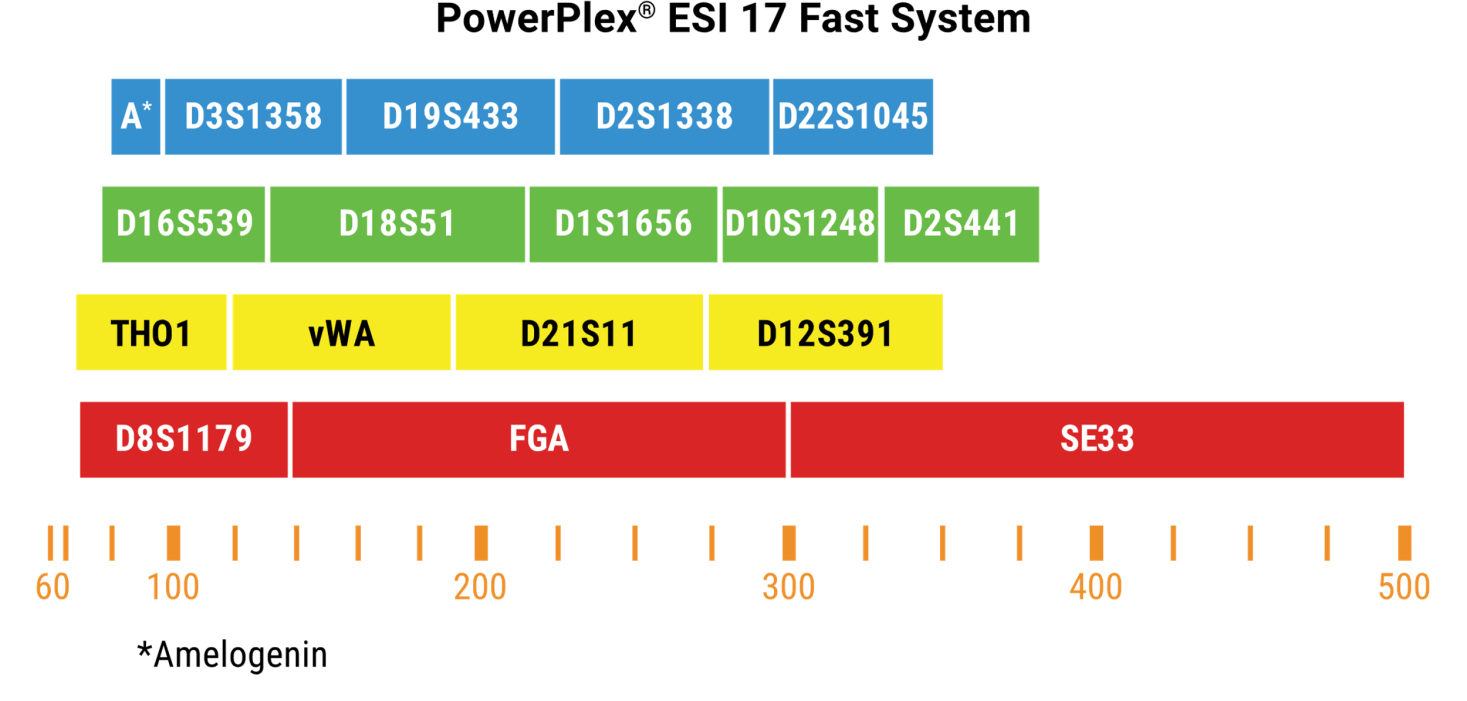 PowerPlex® ESI 17 Fast System
A* D3S1358 D19S433 D2S1338 D22S1045
D16S539 D18S51 D1S1656 D10S1248 D2S441
THO1 vWA D21S11 D12S391
D8S1179 FGA SE33
60 100 200 300 400 500
*Amelogenin